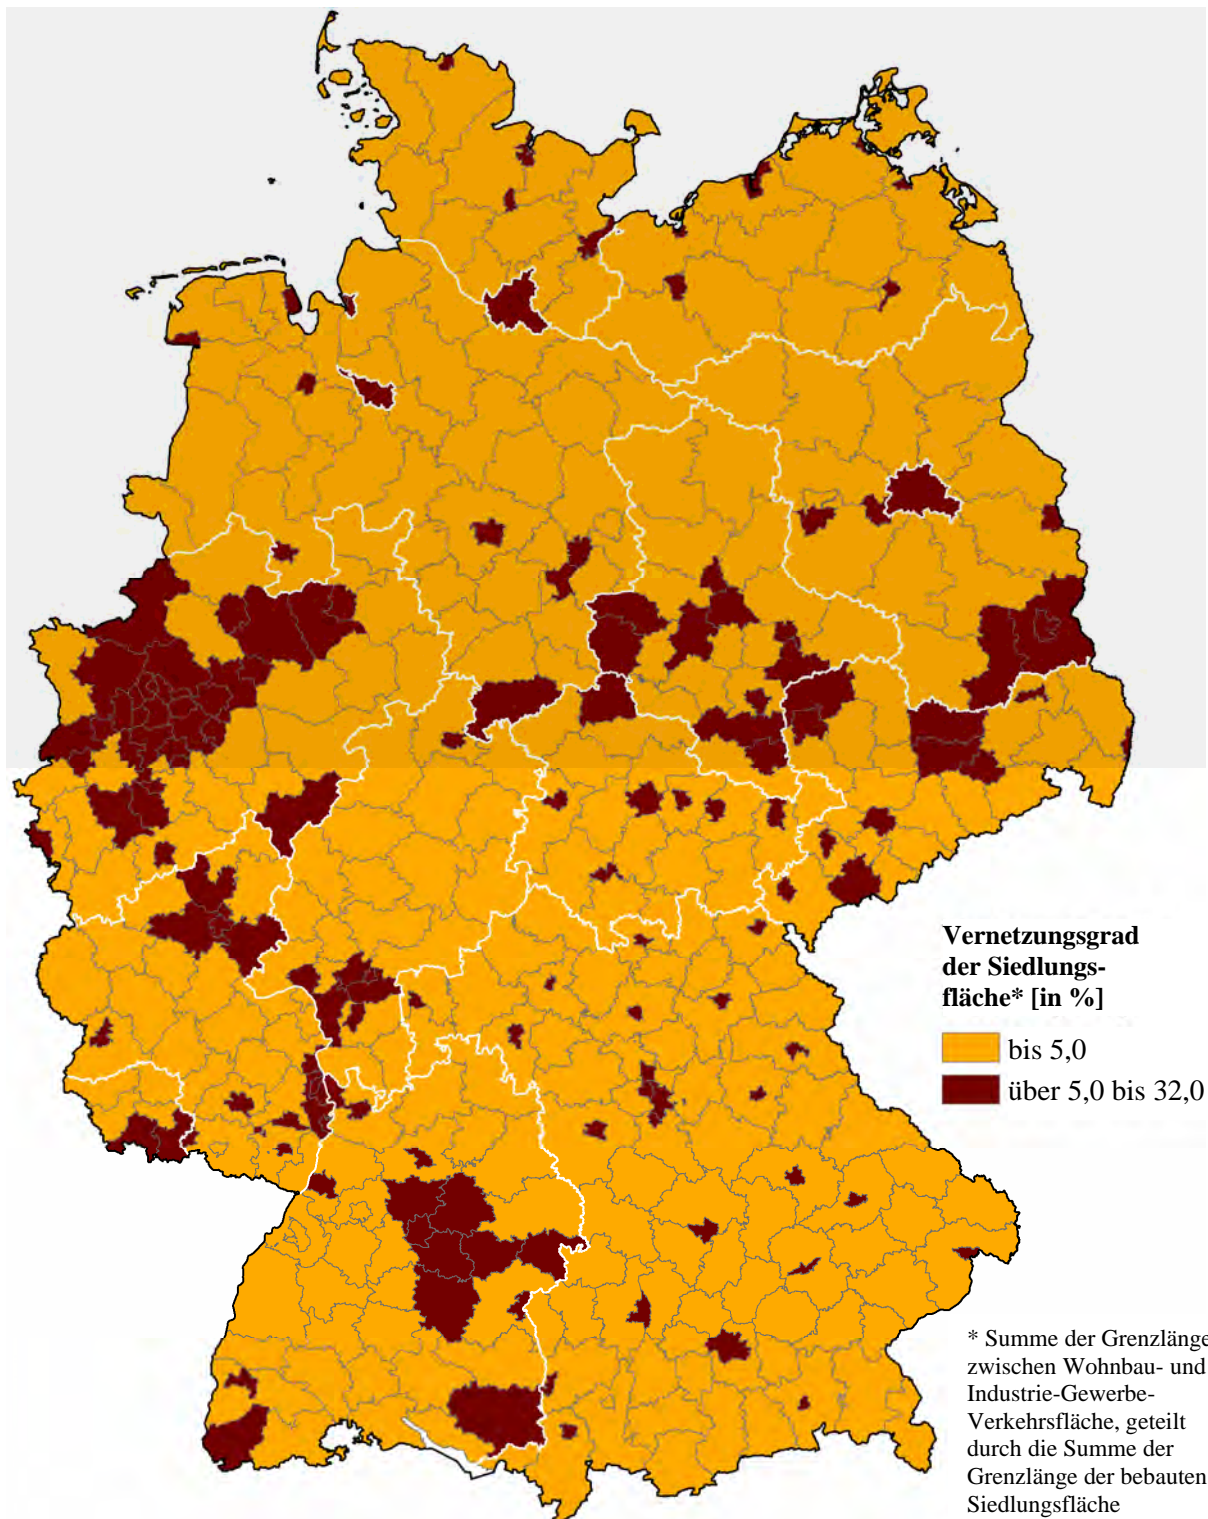 Vernetzungsgrad
der Siedlungs-
fläche* [in %]
bis 5,0
über 5,0 bis 32,0
* Summe der Grenzlänge
zwischen Wohnbau- und
Industrie-Gewerbe-
Verkehrsfläche, geteilt
durch die Summe der
Grenzlänge der bebauten
Siedlungsfläche